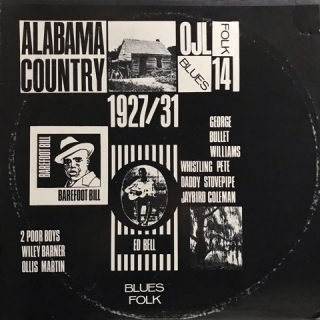 ALABAMA
COUNTRY
OJL
FOLK
BLUES
14
1927/31
GEORGE
BULLET
WILLIAMS
WHISTLING PETE
DADDY STOVEPIPE
JAYBIRD COLEMAN
BAREFOOT BILL
BAREFOOT BILL
ED BELL
2 POOR BOYS
WILEY BARNER
OLLIS MARTIN
BLUES
FOLK